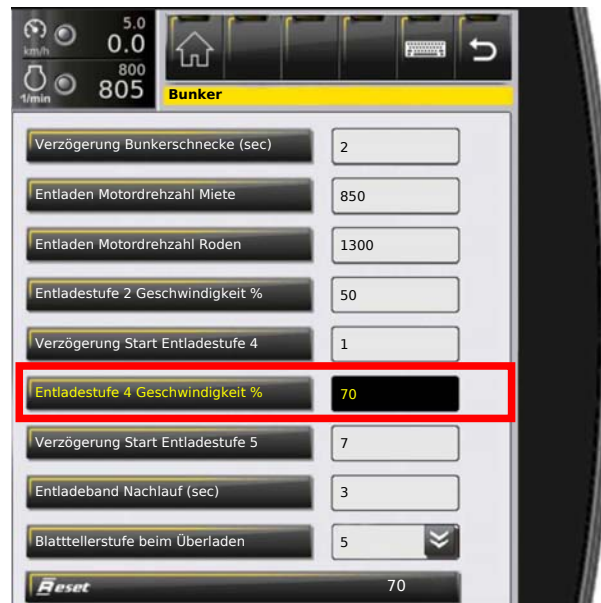 5.0
km/h 0.0
800
1/min 805
Bunker
Verzögerung Bunkerschnecke (sec) 2
Entladen Motordrehzahl Miete 850
Entladen Motordrehzahl Roden 1300
Entladestufe 2 Geschwindigkeit % 50
Verzögerung Start Entladestufe 4 1
Entladestufe 4 Geschwindigkeit % 70
Verzögerung Start Entladestufe 5 7
Entladeband Nachlauf (sec) 3
Blatttellerstufe beim Überladen 5
Reset 70